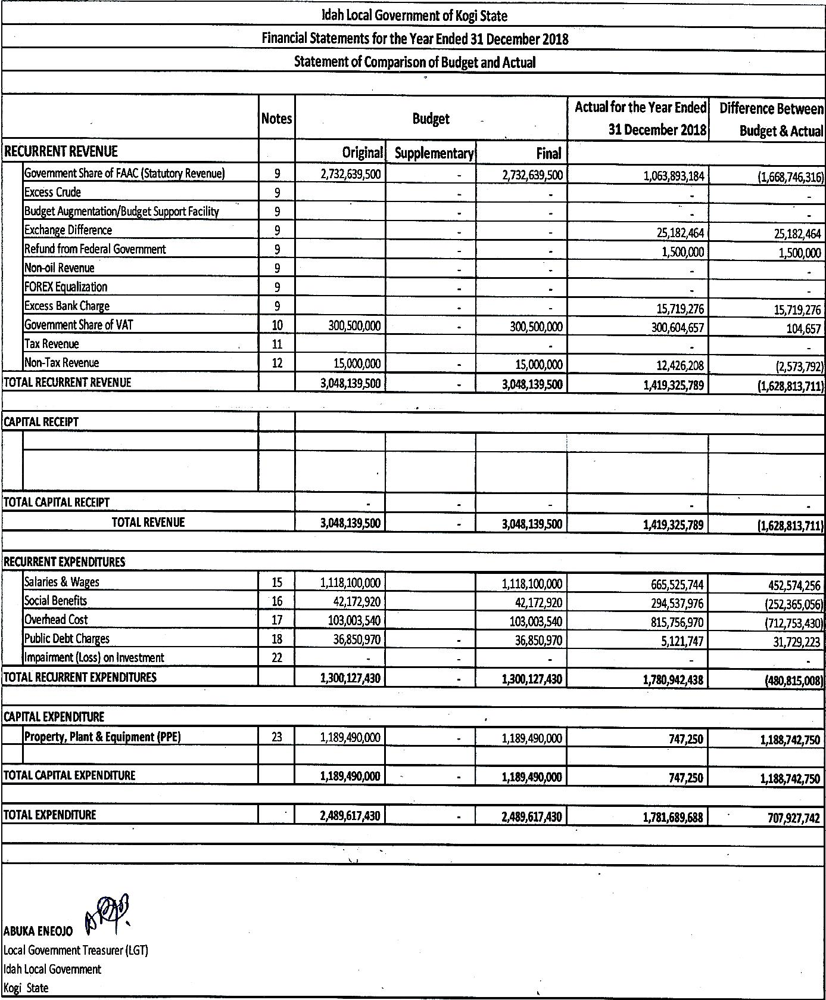 Idah Local Government of Kogi State
Financial Statements for the Year Ended 31 December 2018
Statement of Comparison of Budget and Actual
Notes Budget Actual for the Year Ended 31 December 2018 Difference Between Budget & Actual
RECURRENT REVENUE Original Supplementary Final
Government Share of FAAC (Statutory Revenue) 9 2,732,639,500 - 2,732,639,500 1,063,893,184 (1,668,746,316)
Excess Crude 9 - - - -
Budget Augmentation/Budget Support Facility 9 - - - -
Exchange Difference 9 - - 25,182,464 25,182,464
Refund from Federal Government 9 - - 1,500,000 1,500,000
Non-oil Revenue 9 - - - -
FOREX Equalization 9 - - - -
Excess Bank Charge 9 - - 15,719,276 15,719,276
Government Share of VAT 10 300,500,000 - 300,500,000 300,604,657 104,657
Tax Revenue 11 - - -
Non-Tax Revenue 12 15,000,000 - 15,000,000 12,426,208 (2,573,792)
TOTAL RECURRENT REVENUE 3,048,139,500 - 3,048,139,500 1,419,325,789 (1,628,813,711)
CAPITAL RECEIPT
TOTAL CAPITAL RECEIPT - - - - -
TOTAL REVENUE 3,048,139,500 - 3,048,139,500 1,419,325,789 (1,628,813,711)
RECURRENT EXPENDITURES
Salaries & Wages 15 1,118,100,000 1,118,100,000 665,525,744 452,574,256
Social Benefits 16 42,172,920 42,172,920 294,537,976 (252,365,056)
Overhead Cost 17 103,003,540 103,003,540 815,756,970 (712,753,430)
Public Debt Charges 18 36,850,970 - 36,850,970 5,121,747 31,729,223
Impairment (Loss) on Investment 22 - - - - -
TOTAL RECURRENT EXPENDITURES 1,300,127,430 - 1,300,127,430 1,780,942,438 (480,815,008)
CAPITAL EXPENDITURE
Property, Plant & Equipment (PPE) 23 1,189,490,000 - 1,189,490,000 747,250 1,188,742,750
TOTAL CAPITAL EXPENDITURE 1,189,490,000 - 1,189,490,000 747,250 1,188,742,750
TOTAL EXPENDITURE 2,489,617,430 - 2,489,617,430 1,781,689,688 707,927,742
ABUKA ENEOJO
Local Government Treasurer (LGT)
Idah Local Government
Kogi State